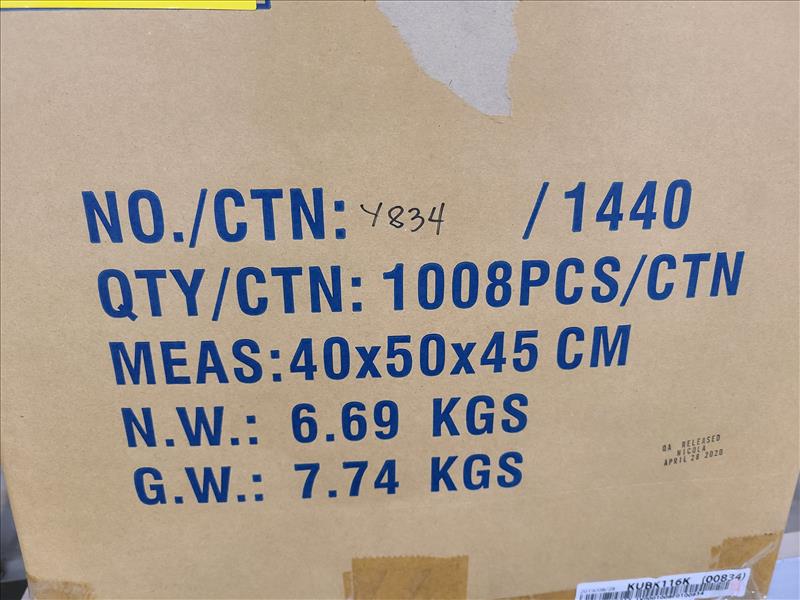 NO./CTN: Y834 /1440
QTY/CTN: 1008PCS/CTN
MEAS: 40x50x45 CM
N.W.: 6.69 KGS
G.W.: 7.74 KGS
QA RELEASED
NICOLA
APRIL 28 2020
KUBK116K (00834)